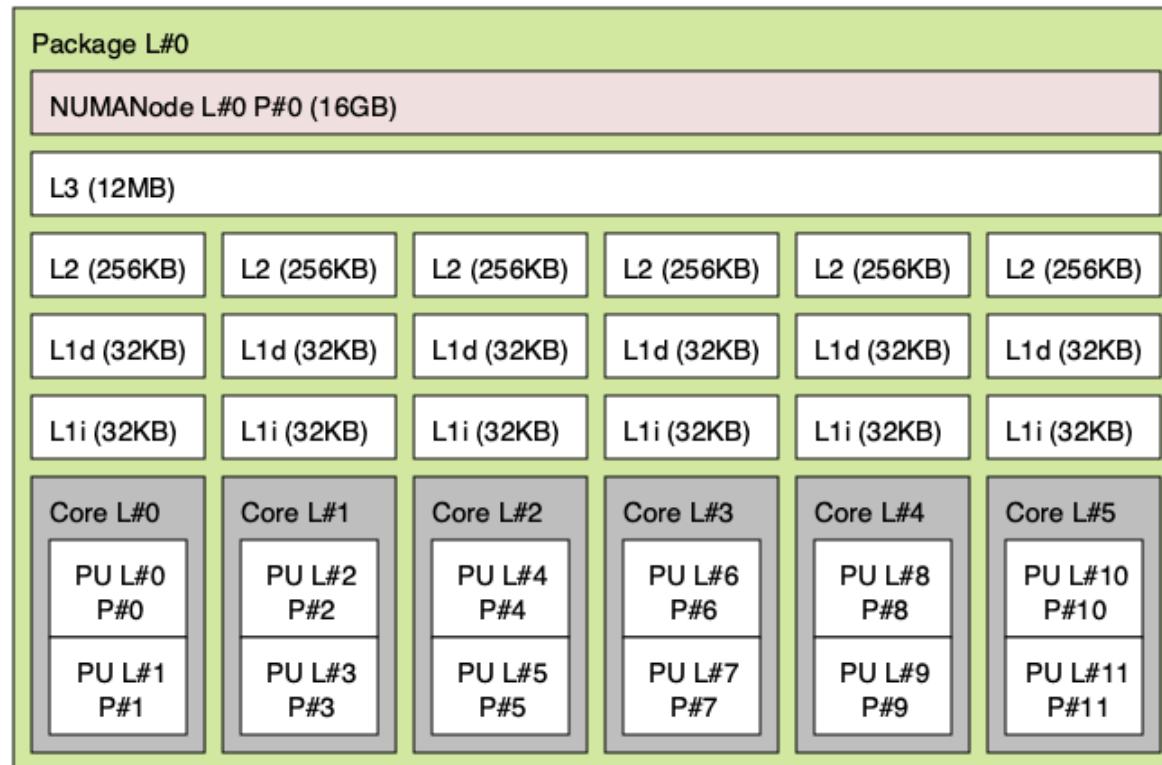 Package L#0
NUMANode L#0 P#0 (16GB)
L3 (12MB)
L2 (256KB) L2 (256KB) L2 (256KB) L2 (256KB) L2 (256KB) L2 (256KB)
L1d (32KB) L1d (32KB) L1d (32KB) L1d (32KB) L1d (32KB) L1d (32KB)
L1i (32KB) L1i (32KB) L1i (32KB) L1i (32KB) L1i (32KB) L1i (32KB)
Core L#0 Core L#1 Core L#2 Core L#3 Core L#4 Core L#5
PU L#0 PU L#2 PU L#4 PU L#6 PU L#8 PU L#10
P#0 P#2 P#4 P#6 P#8 P#10
PU L#1 PU L#3 PU L#5 PU L#7 PU L#9 PU L#11
P#1 P#3 P#5 P#7 P#9 P#11